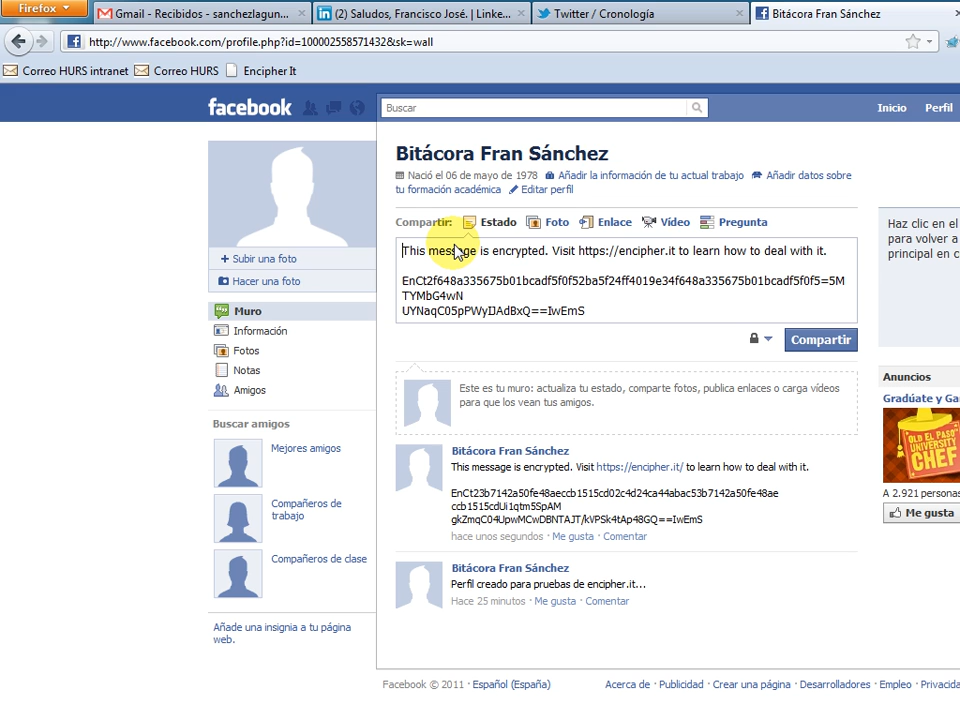 Firefox
Gmail - Recibidos - sanchezlagun...
(2) Saludos, Francisco José. | Linke...
Twitter / Cronología
Bitácora Fran Sánchez
http://www.facebook.com/profile.php?id=100002558571432&sk=wall
Correo HURS intranet
Correo HURS
Encipher It
facebook
Buscar
Inicio
Perfil
Bitácora Fran Sánchez
Nació el 06 de mayo de 1978
Añadir la información de tu actual trabajo
Añadir datos sobre
tu formación académica
Editar perfil
Compartir:
Estado
Foto
Enlace
Vídeo
Pregunta
This message is encrypted. Visit https://encipher.it to learn how to deal with it.
EnCt2f648a335675b01bcadf5f0f52ba5f24ff4019e34f648a335675b01bcadf5f0f5=5M
TYMbG4wN
UYNaqC05pPWyIJAdBxQ==IwEmS
Compartir
Este es tu muro: actualiza tu estado, comparte fotos, publica enlaces o carga vídeos
para que los vean tus amigos.
Bitácora Fran Sánchez
This message is encrypted. Visit https://encipher.it/ to learn how to deal with it.
EnCt23b7142a50fe48aeccb1515cd02c4d24ca44abac53b7142a50fe48ae
ccb1515cdUi1qtm5SpAM
gkZmqC04UpwMCwDBNTAJT/kVPSk4tAp48GQ==IwEmS
hace unos segundos · Me gusta · Comentar
Bitácora Fran Sánchez
Perfil creado para pruebas de encipher.it...
Hace 25 minutos · Me gusta · Comentar
Subir una foto
Hacer una foto
Muro
Información
Fotos
Notas
Amigos
Buscar amigos
Mejores amigos
Compañeros de
trabajo
Compañeros de clase
Añade una insignia a tu página
web.
Haz clic en el
para volver a
principal en c
Anuncios
Gradúate y Ga
OLD EL PASO
UNIVERSITY
CHEF
A 2.921 personas
Me gusta
Facebook © 2011 · Español (España)
Acerca de · Publicidad · Crear una página · Desarrolladores · Empleo · Privacida